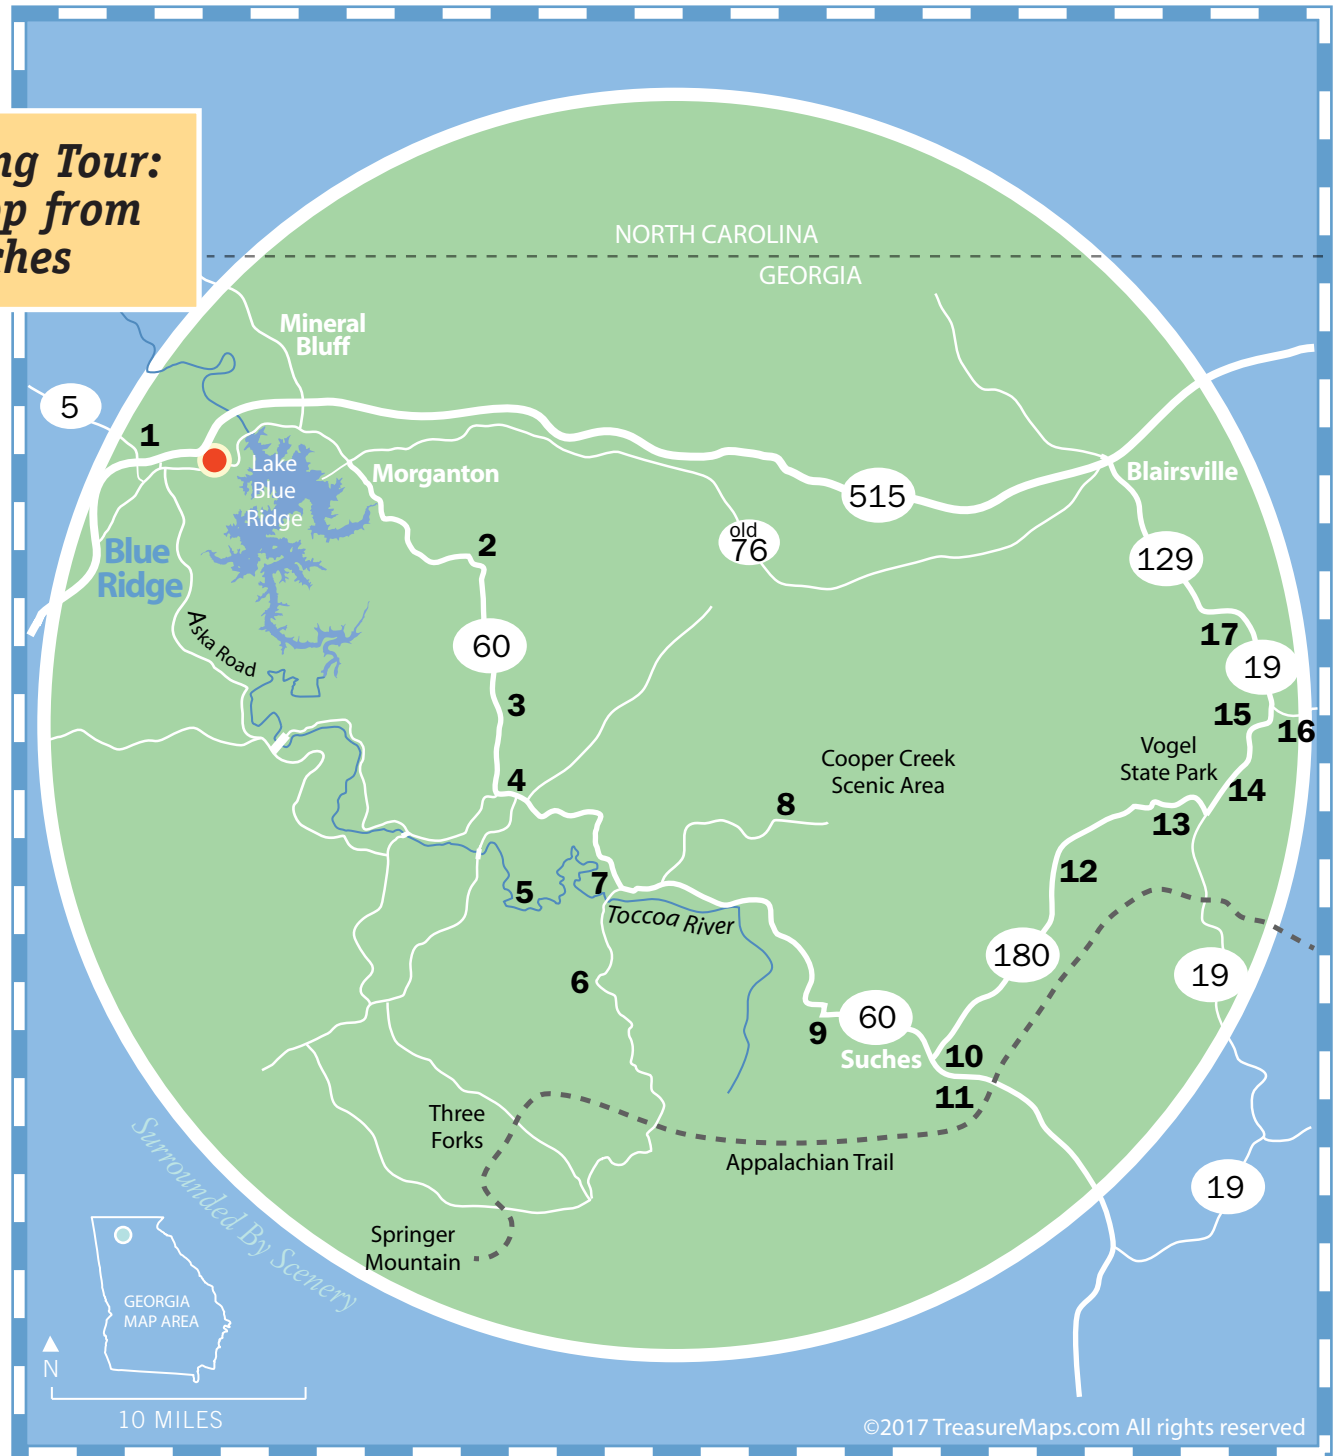 ng Tour:
p from
hes
NORTH CAROLINA
GEORGIA
Mineral
Bluff
5
1
Lake
Blue
Ridge
Morganton
515
Blairsville
old
76
2
Blue
Ridge
129
Aska Road
60
17
19
3
15
16
Vogel
State Park
Cooper Creek
Scenic Area
4
14
8
13
12
5
7
Toccoa River
180
19
6
9
60
Suches
10
11
Three
Forks
Appalachian Trail
Surrounded By Scenery
19
Springer
Mountain
GEORGIA
MAP AREA
N
10 MILES
©2017 TreasureMaps.com All rights reserved